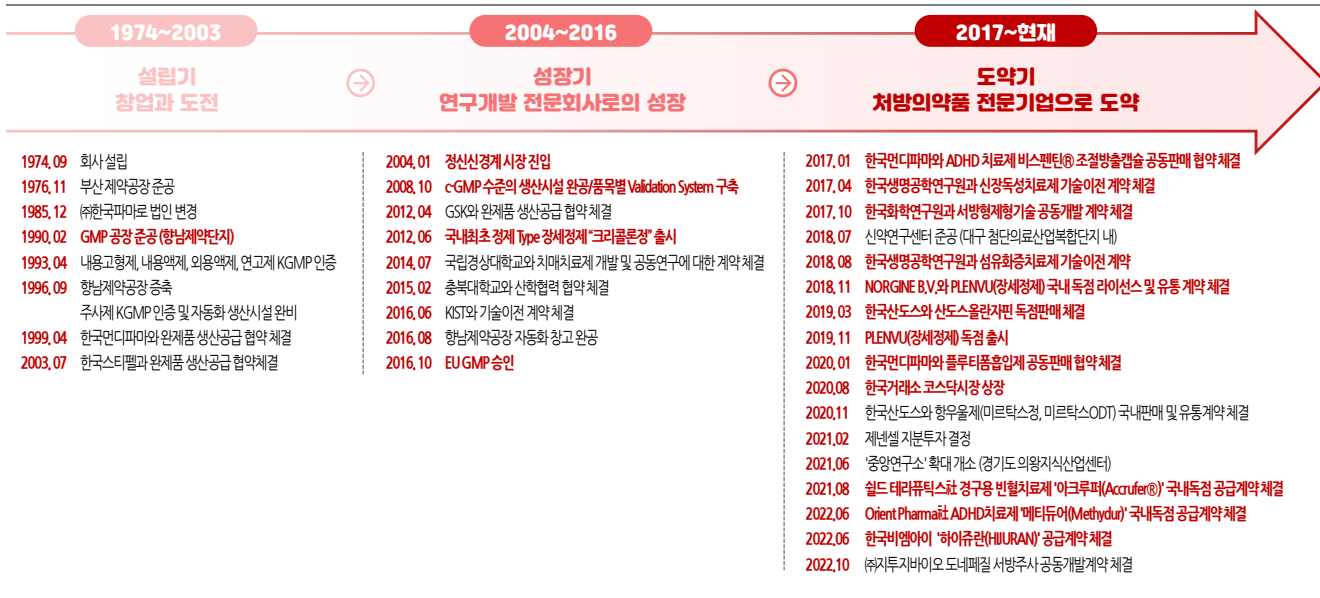 1974~2003
설립기
창업과 도전
2004~2016
성장기
연구개발 전문회사로의 성장
2017~현재
도약기
처방의약품 전문기업으로 도약
1974. 09 회사 설립
1976. 11 부산 제약공장 준공
1985. 12 ㈜한국파마로 법인 변경
1990. 02 GMP 공장 준공 (향남제약단지)
1993. 04 내용고형제, 내용액제, 외용액제, 연고제 KGMP 인증
1996. 09 향남제약공장 증축
주사제 KGMP 인증 및 자동화 생산시설 완비
1999. 04 한국먼디파마와 완제품 생산공급 협약 체결
2003. 07 한국스티펠과 완제품 생산공급 협약체결
2004. 01 정신신경계 시장 진입
2008. 10 c-GMP 수준의 생산시설 완공/품목별 Validation System 구축
2012. 04 GSK와 완제품 생산공급 협약 체결
2012. 06 국내최초 정제 Type 장세정제 “크리콜론정” 출시
2014. 07 국립경상대학교와 치매치료제 개발 및 공동연구에 대한 계약 체결
2015. 02 충북대학교와 산학협력 협약 체결
2016. 06 KIST와 기술이전 계약 체결
2016. 08 향남제약공장 자동화 창고 완공
2016. 10 EU GMP 승인
2017. 01 한국먼디파마와 ADHD 치료제 비스펜틴® 조절방출캡슐 공동판매 협약 체결
2017. 04 한국생명공학연구원과 신장독성치료제 기술이전 계약 체결
2017. 10 한국화학연구원과 서방형제형기술 공동개발 계약 체결
2018. 07 신약연구센터 준공 (대구 첨단의료산업복합단지 내)
2018. 08 한국생명공학연구원과 섬유화증치료제 기술이전 계약
2018. 11 NORGINE B.V.와 PLENVU(장세정제) 국내 독점 라이선스 및 유통 계약 체결
2019. 03 한국산도스와 산도스올란자핀 독점판매 체결
2019. 11 PLENVU(장세정제) 독점 출시
2020. 01 한국먼디파마와 플루티폼흡입제 공동판매 협약 체결
2020.08 한국거래소 코스닥시장 상장
2020.11 한국산도스와 항우울제(미르탁스정, 미르탁스ODT) 국내판매 및 유통계약 체결
2021.02 제넨셀 지분투자 결정
2021.06 '중앙연구소' 확대 개소 (경기도 의왕지식산업센터)
2021.08 쉴드 테라퓨틱스社 경구용 빈혈치료제 '아크루퍼(Accrufer®)' 국내독점 공급계약 체결
2022.06 Orient Pharma社 ADHD치료제 '메티듀어(Methydur)' 국내독점 공급계약 체결
2022.06 한국비엠아이 '하이쥬란(HIJURAN)' 공급계약 체결
2022.10 ㈜지투지바이오 도네페질 서방주사 공동개발계약 체결